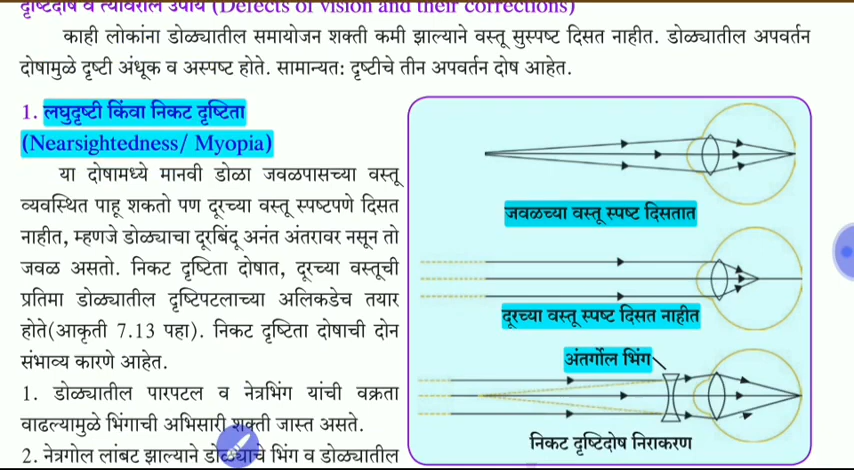 दृष्टिदोष व त्यावरील उपाय (Defects of vision and their corrections)
काही लोकांना डोळ्यातील समायोजन शक्ती कमी झाल्याने वस्तू सुस्पष्ट दिसत नाहीत. डोळ्यातील अपवर्तन
दोषामुळे दृष्टी अंधूक व अस्पष्ट होते. सामान्यत: दृष्टीचे तीन अपवर्तन दोष आहेत.
1. लघुदृष्टी किंवा निकट दृष्टिता
(Nearsightedness/ Myopia)
या दोषामध्ये मानवी डोळा जवळपासच्या वस्तू
व्यवस्थित पाहू शकतो पण दूरच्या वस्तू स्पष्टपणे दिसत
नाहीत, म्हणजे डोळ्याचा दूरबिंदू अनंत अंतरावर नसून तो
जवळ असतो. निकट दृष्टिता दोषात, दूरच्या वस्तूची
प्रतिमा डोळ्यातील दृष्टिपटलाच्या अलिकडेच तयार
होते(आकृती 7.13 पहा). निकट दृष्टिता दोषाची दोन
संभाव्य कारणे आहेत.
1. डोळ्यातील पारपटल व नेत्रभिंग यांची वक्रता
वाढल्यामुळे भिंगाची अभिसारी शक्ती जास्त असते.
2. नेत्रगोल लांबट झाल्याने डोळ्याचे भिंग व डोळ्यातील
जवळच्या वस्तू स्पष्ट दिसतात
दूरच्या वस्तू स्पष्ट दिसत नाहीत
अंतर्गोल भिंग
निकट दृष्टिदोष निराकरण